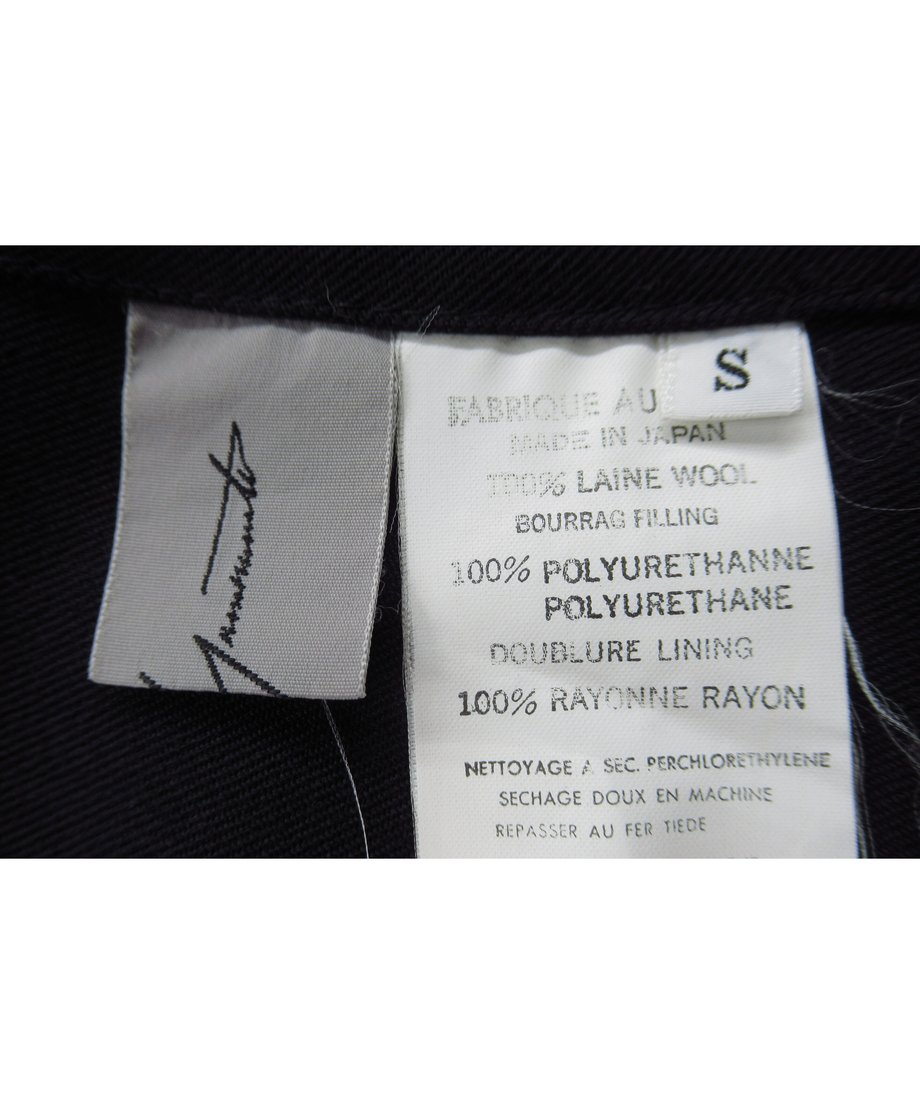 S
FABRIQUE AU
MADE IN JAPAN
100% LAINE WOOL
BOURRAG FILLING
100% POLYURETHANNE
POLYURETHANE
DOUBLURE LINING
100% RAYONNE RAYON
NETTOYAGE A SEC. PERCHLORETHYLENE
SECHAGE DOUX EN MACHINE
REPASSER AU FER TIEDE